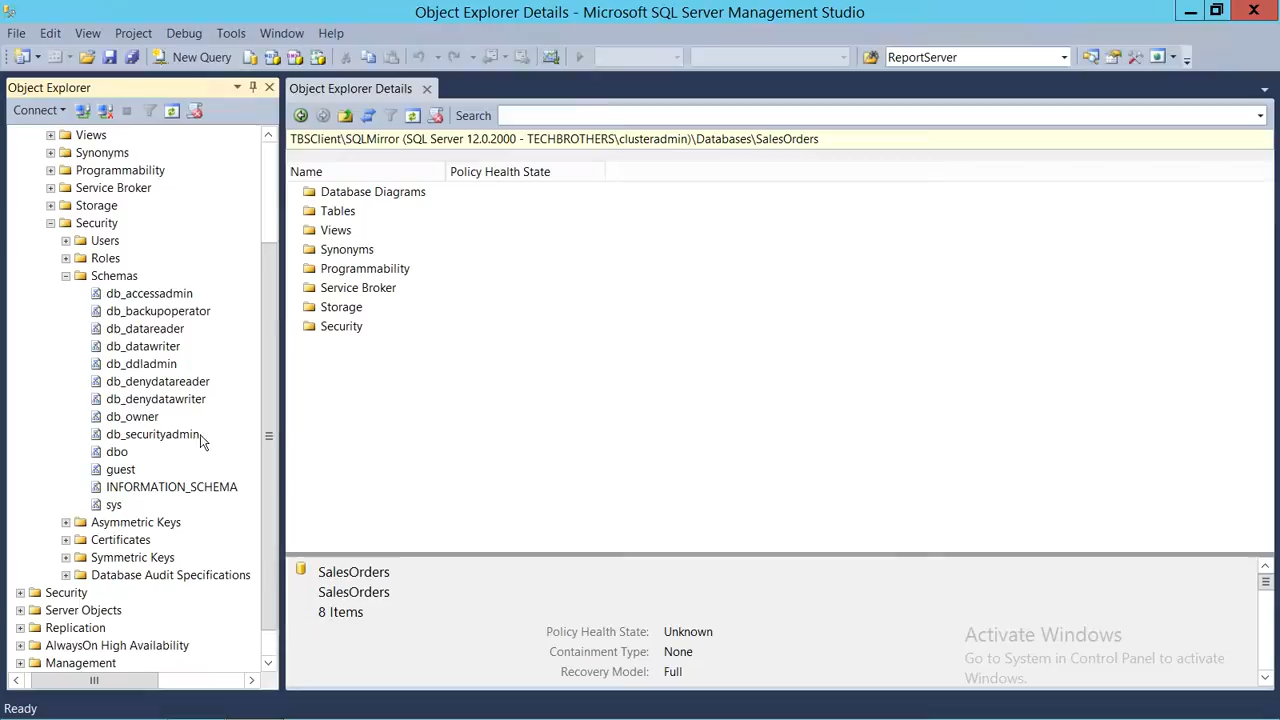 Object Explorer Details - Microsoft SQL Server Management Studio
File Edit View Project Debug Tools Window Help
New Query ReportServer
Object Explorer
Connect
Views
Synonyms
Programmability
Service Broker
Storage
Security
Users
Roles
Schemas
db_accessadmin
db_backupoperator
db_datareader
db_datawriter
db_ddladmin
db_denydatareader
db_denydatawriter
db_owner
db_securityadmin
dbo
guest
INFORMATION_SCHEMA
sys
Asymmetric Keys
Certificates
Symmetric Keys
Database Audit Specifications
Security
Server Objects
Replication
AlwaysOn High Availability
Management
Object Explorer Details
Search
TBSClient\SQLMirror (SQL Server 12.0.2000 - TECHBROTHERS\clusteradmin)\Databases\SalesOrders
Name Policy Health State
Database Diagrams
Tables
Views
Synonyms
Programmability
Service Broker
Storage
Security
SalesOrders
SalesOrders
8 Items
Policy Health State: Unknown
Containment Type: None
Recovery Model: Full
Activate Windows
Go to System in Control Panel to activate
Windows.
Ready